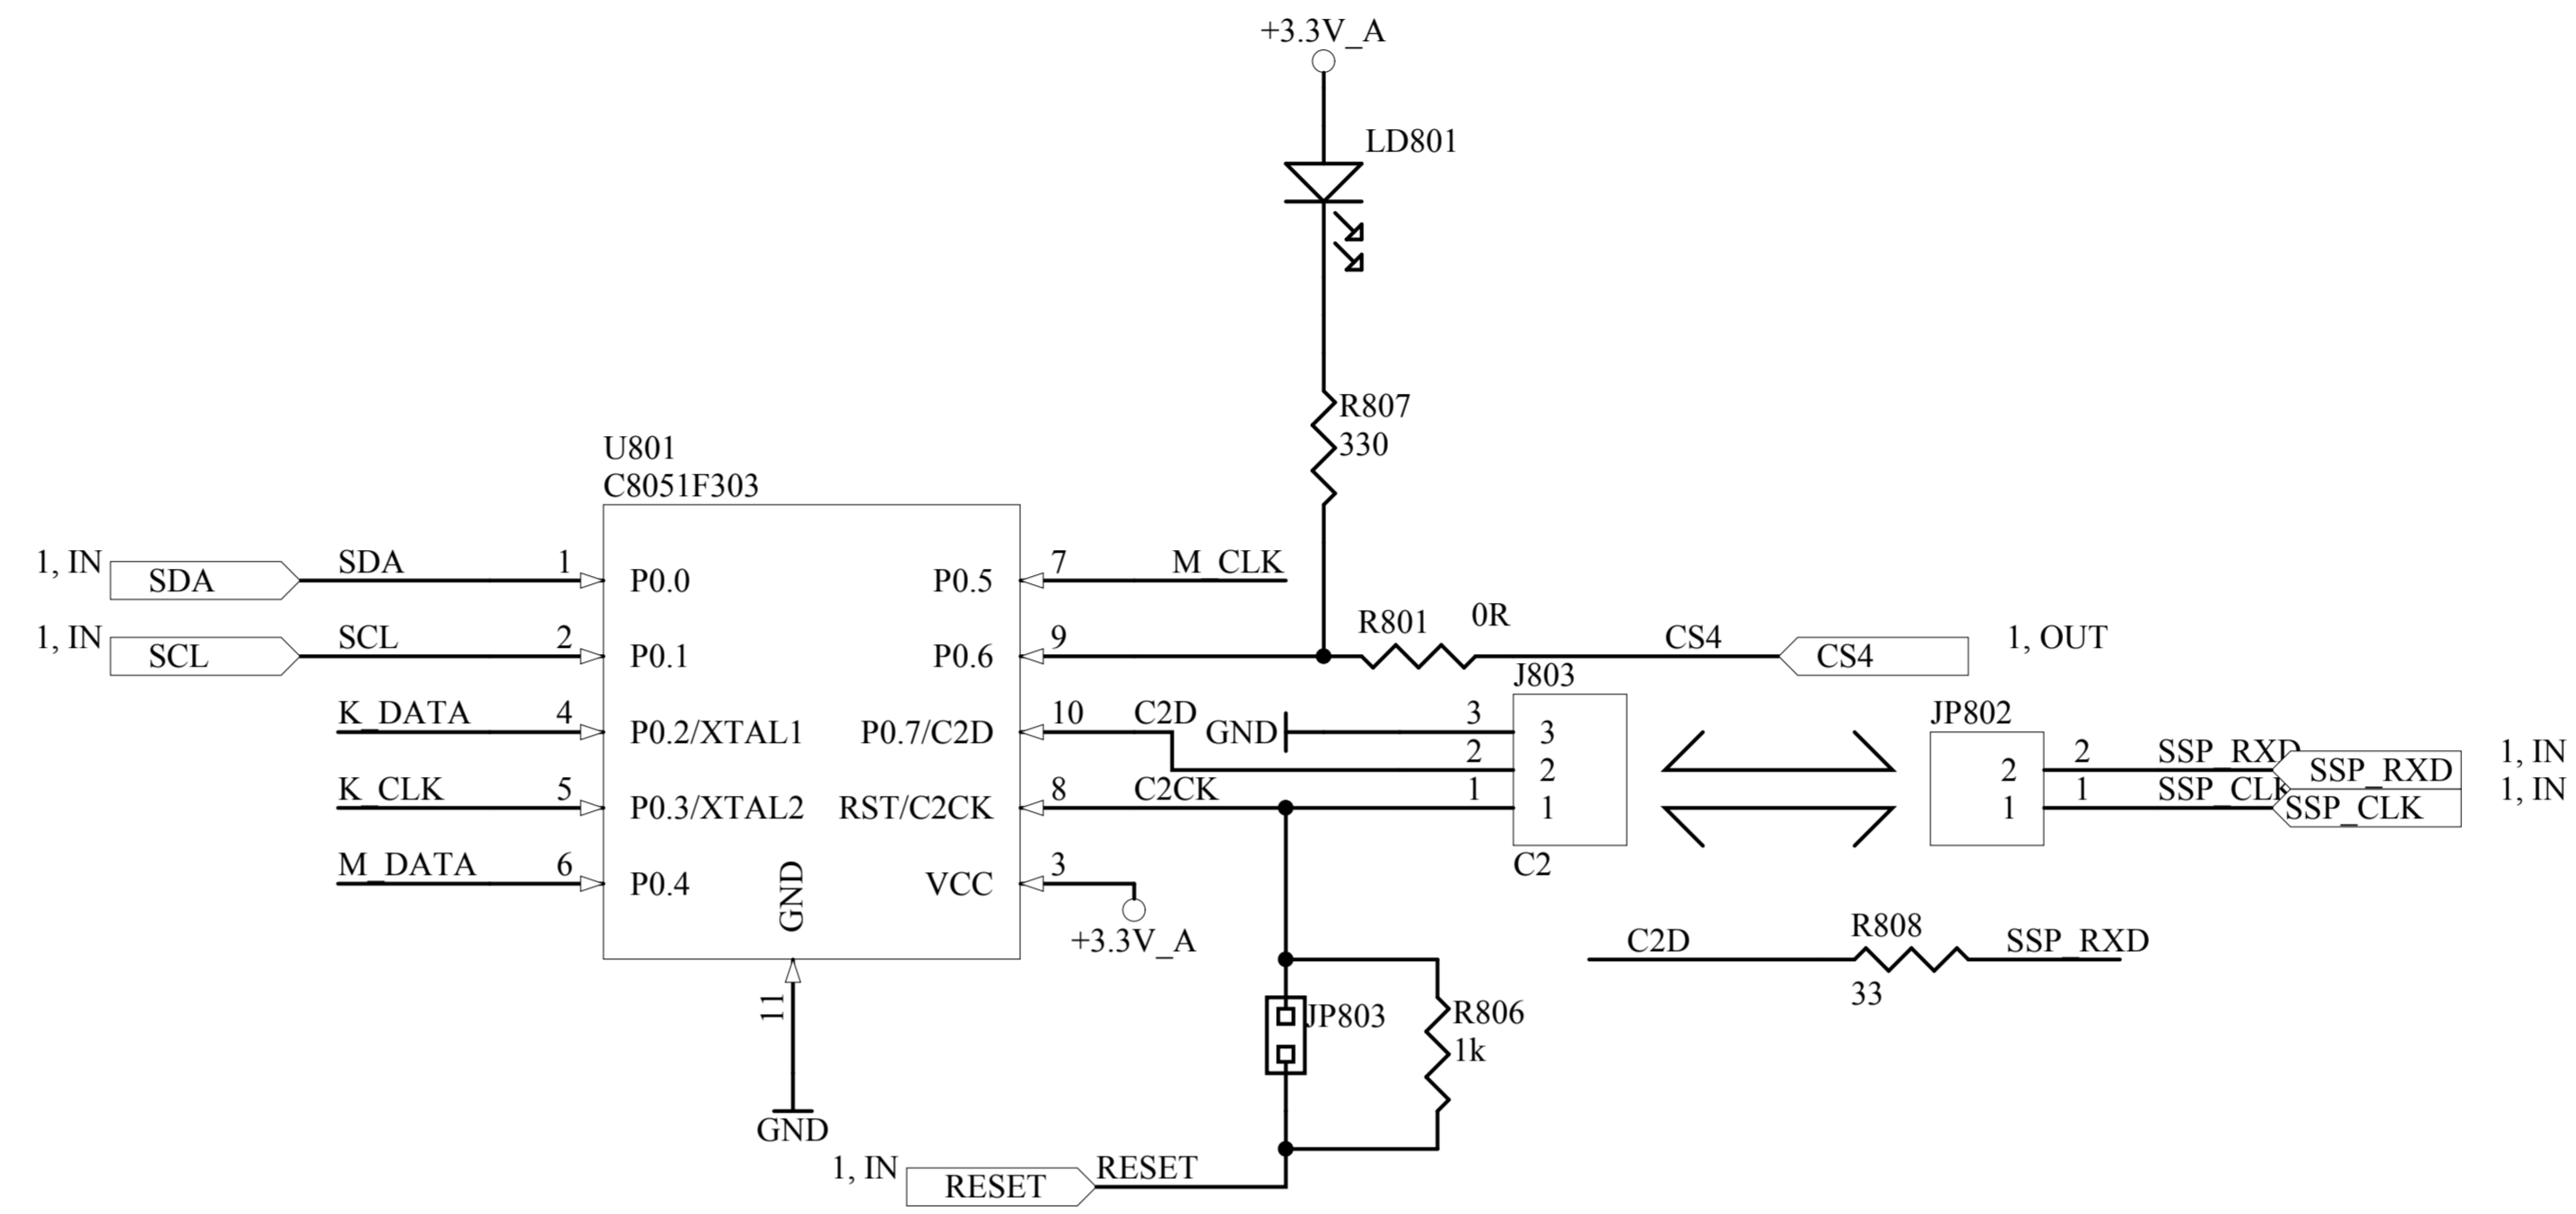 +3.3V_A
LD801
R807
330
U801
C8051F303
1, IN SDA SDA 1 P0.0 P0.5 7 M_CLK
1, IN SCL SCL 2 P0.1 P0.6 9 R801 0R CS4 CS4 1, OUT
J803
K_DATA 4 P0.2/XTAL1 P0.7/C2D 10 C2D GND 3 3 JP802
2 2 2 2 SSP_RXD SSP_RXD 1, IN
K_CLK 5 P0.3/XTAL2 RST/C2CK 8 C2CK 1 1 1 1 SSP_CLK SSP_CLK 1, IN
M_DATA 6 P0.4 GND VCC 3 C2
+3.3V_A
C2D R808 SSP_RXD
33
11
JP803 R806
1k
GND
1, IN RESET RESET